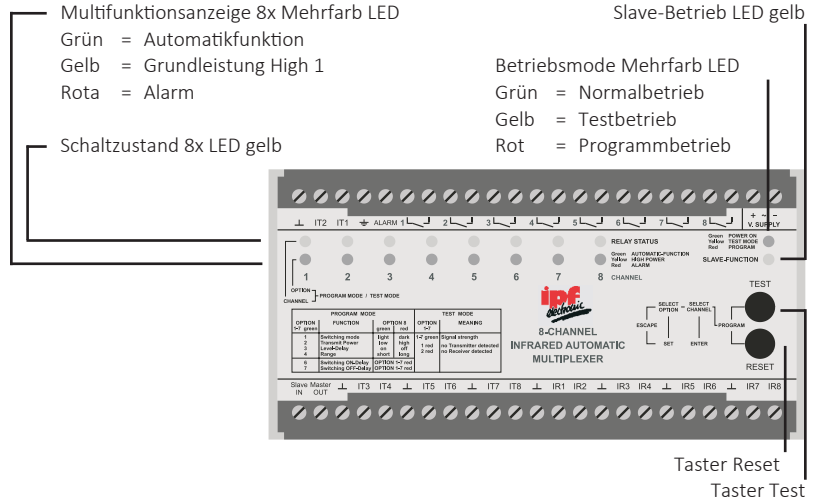 Multifunktionsanzeige 8x Mehrfarb LED
Grün = Automatikfunktion
Gelb = Grundleistung High 1
Rota = Alarm
Schaltzustand 8x LED gelb
Slave-Betrieb LED gelb
Betriebsmode Mehrfarb LED
Grün = Normalbetrieb
Gelb = Testbetrieb
Rot = Programmbetrieb
⊥ IT2 IT1 ⏚ ALARM 1 2 3 4 5 6 7 8 + ~ –
V. SUPPLY
RELAY STATUS
Green POWER ON
Yellow TEST MODE
Red PROGRAM
Green AUTOMATIC-FUNCTION
Yellow HIGH POWER
Red ALARM
SLAVE-FUNCTION
1 2 3 4 5 6 7 8 CHANNEL
OPTION
CHANNEL
PROGRAM MODE / TEST MODE
TEST
ipf electronic
8-CHANNEL
INFRARED AUTOMATIC
MULTIPLEXER
SELECT OPTION SELECT CHANNEL
ESCAPE PROGRAM
SET ENTER
RESET
PROGRAM MODE TEST MODE
OPTION 1-7 green FUNCTION OPTION 8 green red OPTION 1-7 MEANING
1 Switching mode light dark 1-7 green Signal strength
2 Transmit Power low high
3 Level-Delay on off 1 red no Transmitter detected
4 Range short long 2 red no Receiver detected
6 Switching ON-Delay OPTION 1-7 red
7 Switching OFF-Delay OPTION 1-7 red
Slave IN Master OUT ⊥ IT3 IT4 ⊥ IT5 IT6 ⊥ IT7 IT8 ⊥ IR1 IR2 ⊥ IR3 IR4 ⊥ IR5 IR6 ⊥ IR7 IR8
Taster Reset
Taster Test